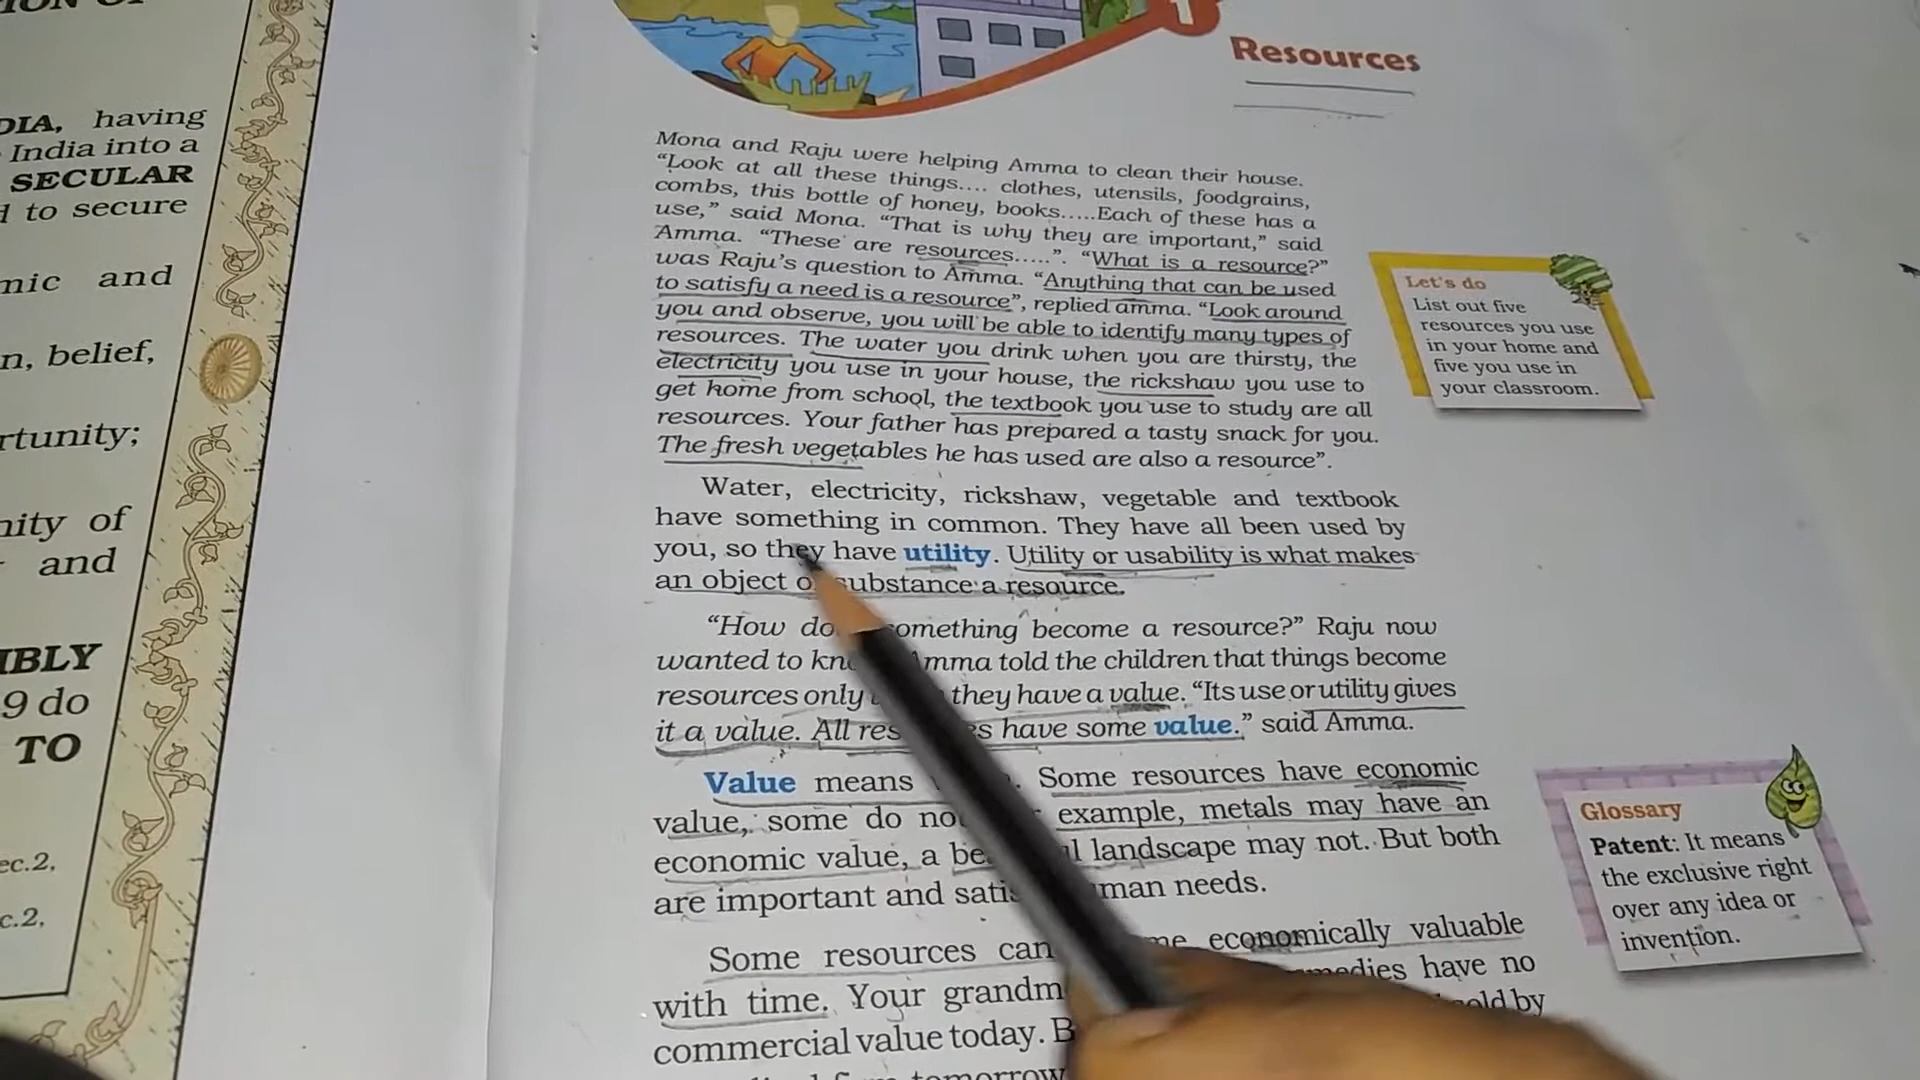 DIA, having
India into a
SECULAR
to secure
mic and
n, belief,
rtunity;
nity of
and
IBLY
9 do
TO
ec.2,
c.2,
1
Resources
Mona and Raju were helping Amma to clean their house.
“Look at all these things.... clothes, utensils, foodgrains,
combs, this bottle of honey, books.....Each of these has a
use,” said Mona. “That is why they are important,” said
Amma. “These are resources.....”. “What is a resource?”
was Raju’s question to Amma. “Anything that can be used
to satisfy a need is a resource”, replied amma. “Look around
you and observe, you will be able to identify many types of
resources. The water you drink when you are thirsty, the
electricity you use in your house, the rickshaw you use to
get home from school, the textbook you use to study are all
resources. Your father has prepared a tasty snack for you.
The fresh vegetables he has used are also a resource”.
Water, electricity, rickshaw, vegetable and textbook
have something in common. They have all been used by
you, so they have utility. Utility or usability is what makes
an object o substance a resource.
“How do omething become a resource?” Raju now
wanted to kn mma told the children that things become
resources only they have a value. “Its use or utility gives
it a value. All res s have some value.” said Amma.
Value means . Some resources have economic
value, some do no example, metals may have an
economic value, a be l landscape may not. But both
are important and satis uman needs.
Some resources can me economically valuable
with time. Your grandm medies have no
commercial value today. B sold by
tomorrow
Let’s do
List out five
resources you use
in your home and
five you use in
your classroom.
Glossary
Patent: It means
the exclusive right
over any idea or
invention.